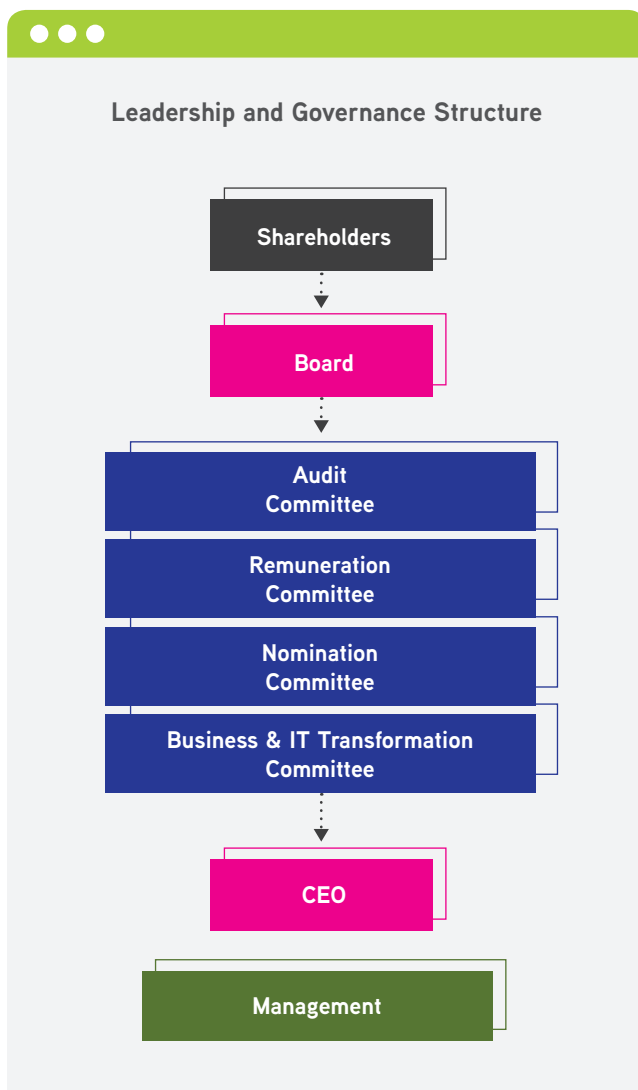 Leadership and Governance Structure
Shareholders
Board
Audit
Committee
Remuneration
Committee
Nomination
Committee
Business & IT Transformation
Committee
CEO
Management